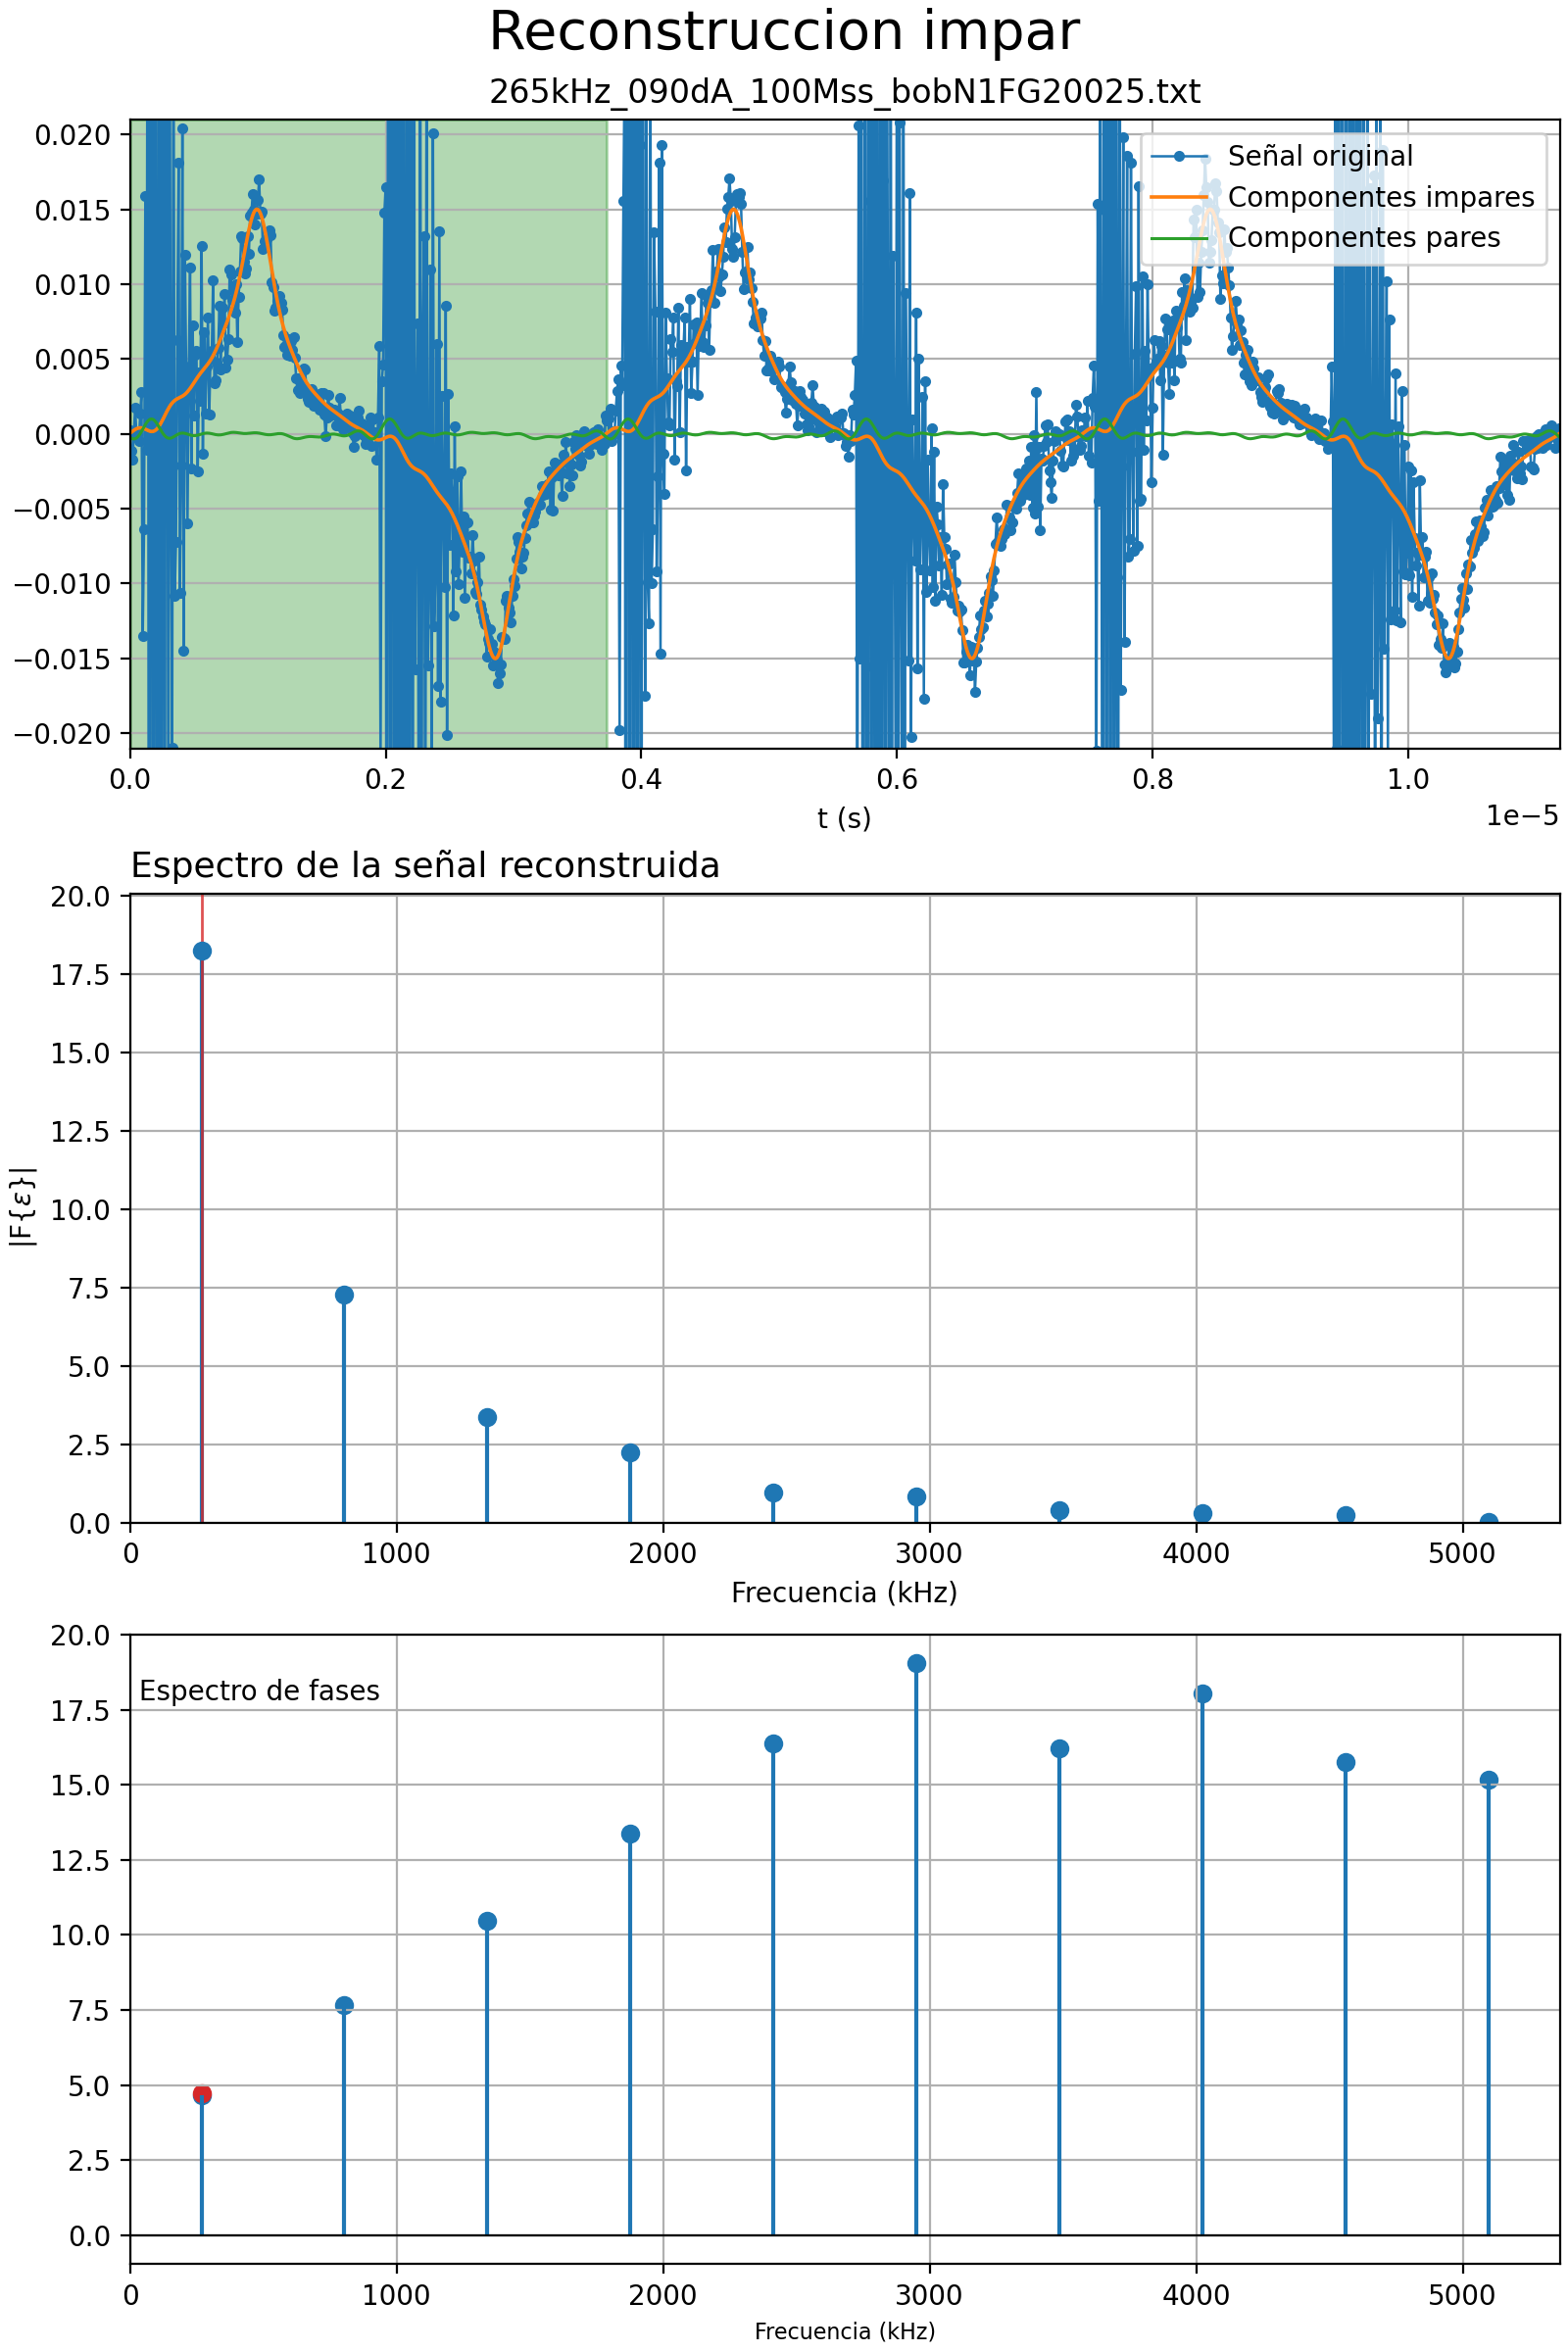 Reconstruccion impar
265kHz_090dA_100Mss_bobN1FG20025.txt
0.020
0.015
0.010
0.005
0.000
−0.005
−0.010
−0.015
−0.020
Señal original
Componentes impares
Componentes pares
0.0 0.2 0.4 0.6 0.8 1.0
1e−5
t (s)
Espectro de la señal reconstruida
20.0
17.5
15.0
12.5
10.0
7.5
5.0
2.5
0.0
|F{ε}|
0 1000 2000 3000 4000 5000
Frecuencia (kHz)
Espectro de fases
20.0
17.5
15.0
12.5
10.0
7.5
5.0
2.5
0.0
0 1000 2000 3000 4000 5000
Frecuencia (kHz)